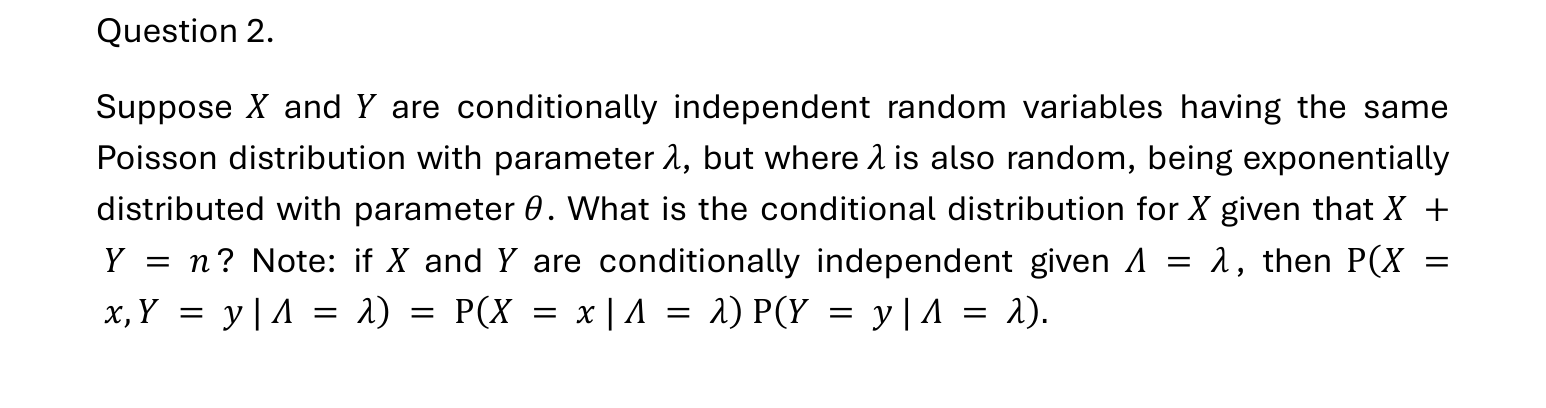 Question 2.
Suppose X and Y are conditionally independent random variables having the same
Poisson distribution with parameter λ, but where λ is also random, being exponentially
distributed with parameter θ. What is the conditional distribution for X given that X +
Y = n? Note: if X and Y are conditionally independent given Λ = λ, then P(X =
x, Y = y | Λ = λ) = P(X = x | Λ = λ) P(Y = y | Λ = λ).